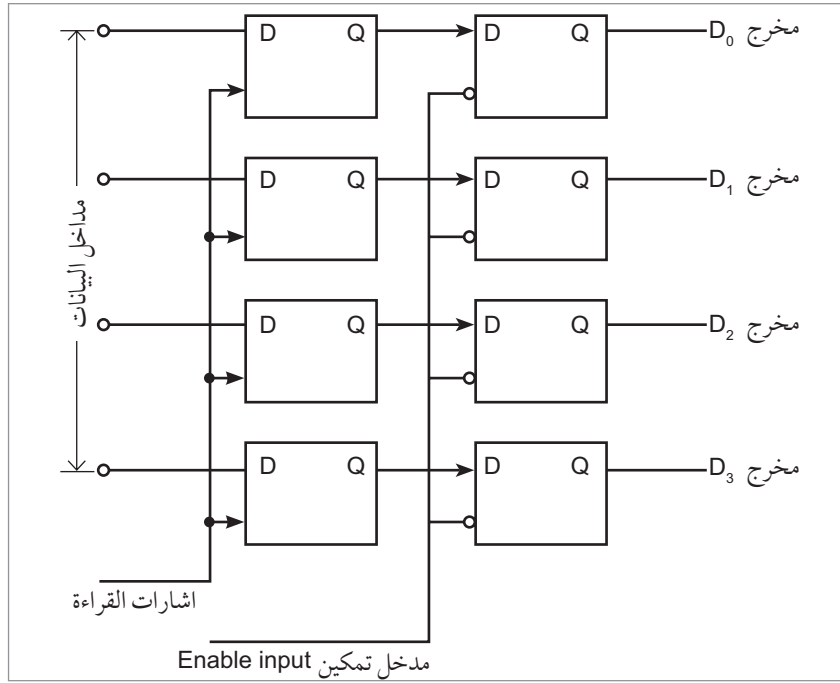 D Q D Q مخرج D₀
D Q D Q مخرج D₁
مداخل البيانات
D Q D Q مخرج D₂
D Q D Q مخرج D₃
اشارات القراءة
مدخل تمكين Enable input